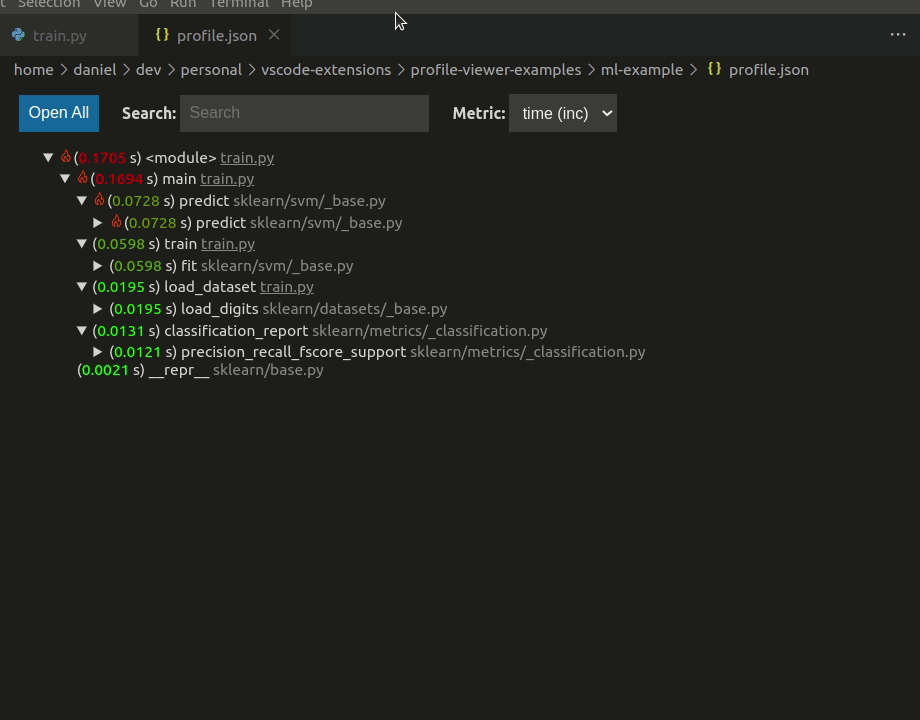 t Selection View Go Run Terminal Help
train.py {} profile.json ×
home > daniel > dev > personal > vscode-extensions > profile-viewer-examples > ml-example > {} profile.json
Open All Search: Search Metric: time (inc)
(0.1705 s) <module> train.py
(0.1694 s) main train.py
(0.0728 s) predict sklearn/svm/_base.py
(0.0728 s) predict sklearn/svm/_base.py
(0.0598 s) train train.py
(0.0598 s) fit sklearn/svm/_base.py
(0.0195 s) load_dataset train.py
(0.0195 s) load_digits sklearn/datasets/_base.py
(0.0131 s) classification_report sklearn/metrics/_classification.py
(0.0121 s) precision_recall_fscore_support sklearn/metrics/_classification.py
(0.0021 s) __repr__ sklearn/base.py